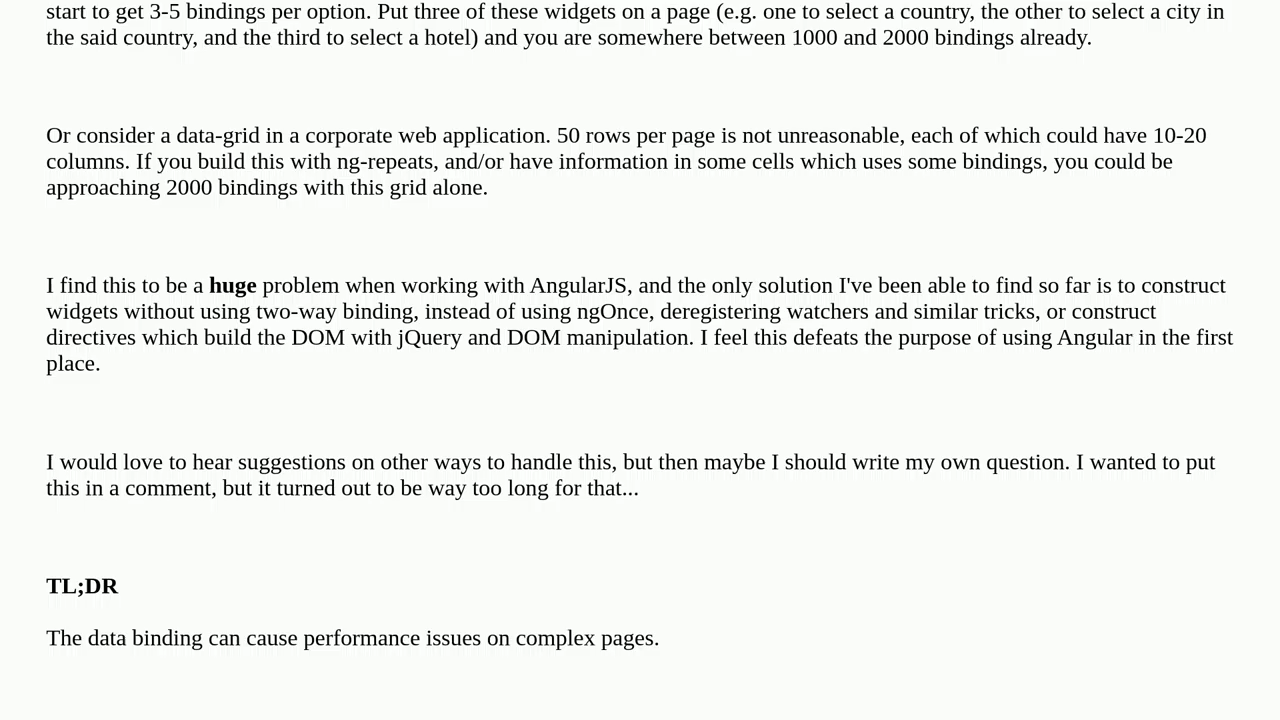 start to get 3-5 bindings per option. Put three of these widgets on a page (e.g. one to select a country, the other to select a city in
the said country, and the third to select a hotel) and you are somewhere between 1000 and 2000 bindings already.
Or consider a data-grid in a corporate web application. 50 rows per page is not unreasonable, each of which could have 10-20
columns. If you build this with ng-repeats, and/or have information in some cells which uses some bindings, you could be
approaching 2000 bindings with this grid alone.
I find this to be a huge problem when working with AngularJS, and the only solution I've been able to find so far is to construct
widgets without using two-way binding, instead of using ngOnce, deregistering watchers and similar tricks, or construct
directives which build the DOM with jQuery and DOM manipulation. I feel this defeats the purpose of using Angular in the first
place.
I would love to hear suggestions on other ways to handle this, but then maybe I should write my own question. I wanted to put
this in a comment, but it turned out to be way too long for that...
TL;DR
The data binding can cause performance issues on complex pages.